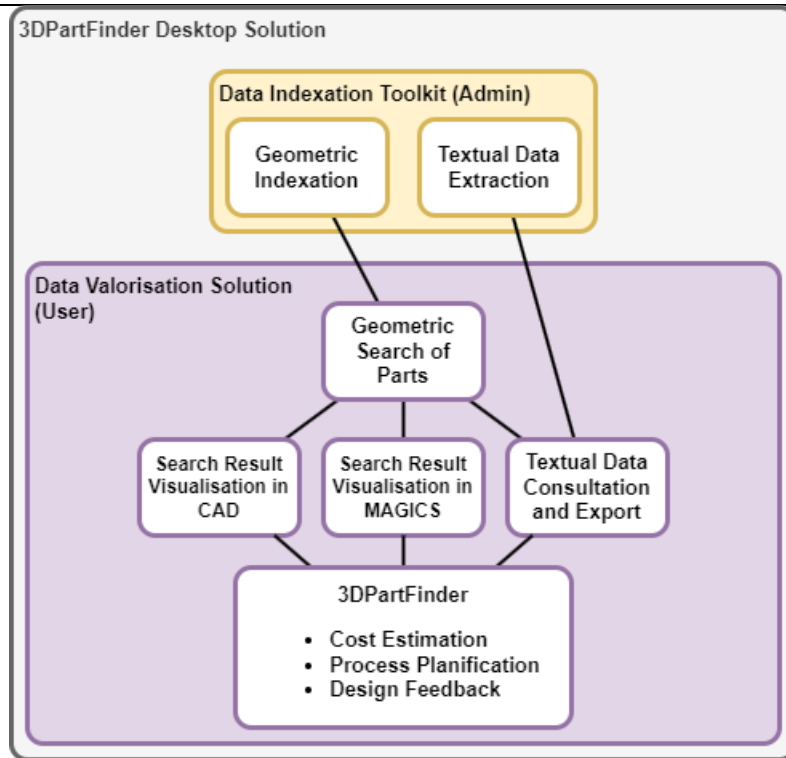 3DPartFinder Desktop Solution
Data Indexation Toolkit (Admin)
Geometric
Indexation
Textual Data
Extraction
Data Valorisation Solution
(User)
Geometric
Search of
Parts
Search Result
Visualisation in
CAD
Search Result
Visualisation in
MAGICS
Textual Data
Consultation
and Export
3DPartFinder
• Cost Estimation
• Process Planification
• Design Feedback